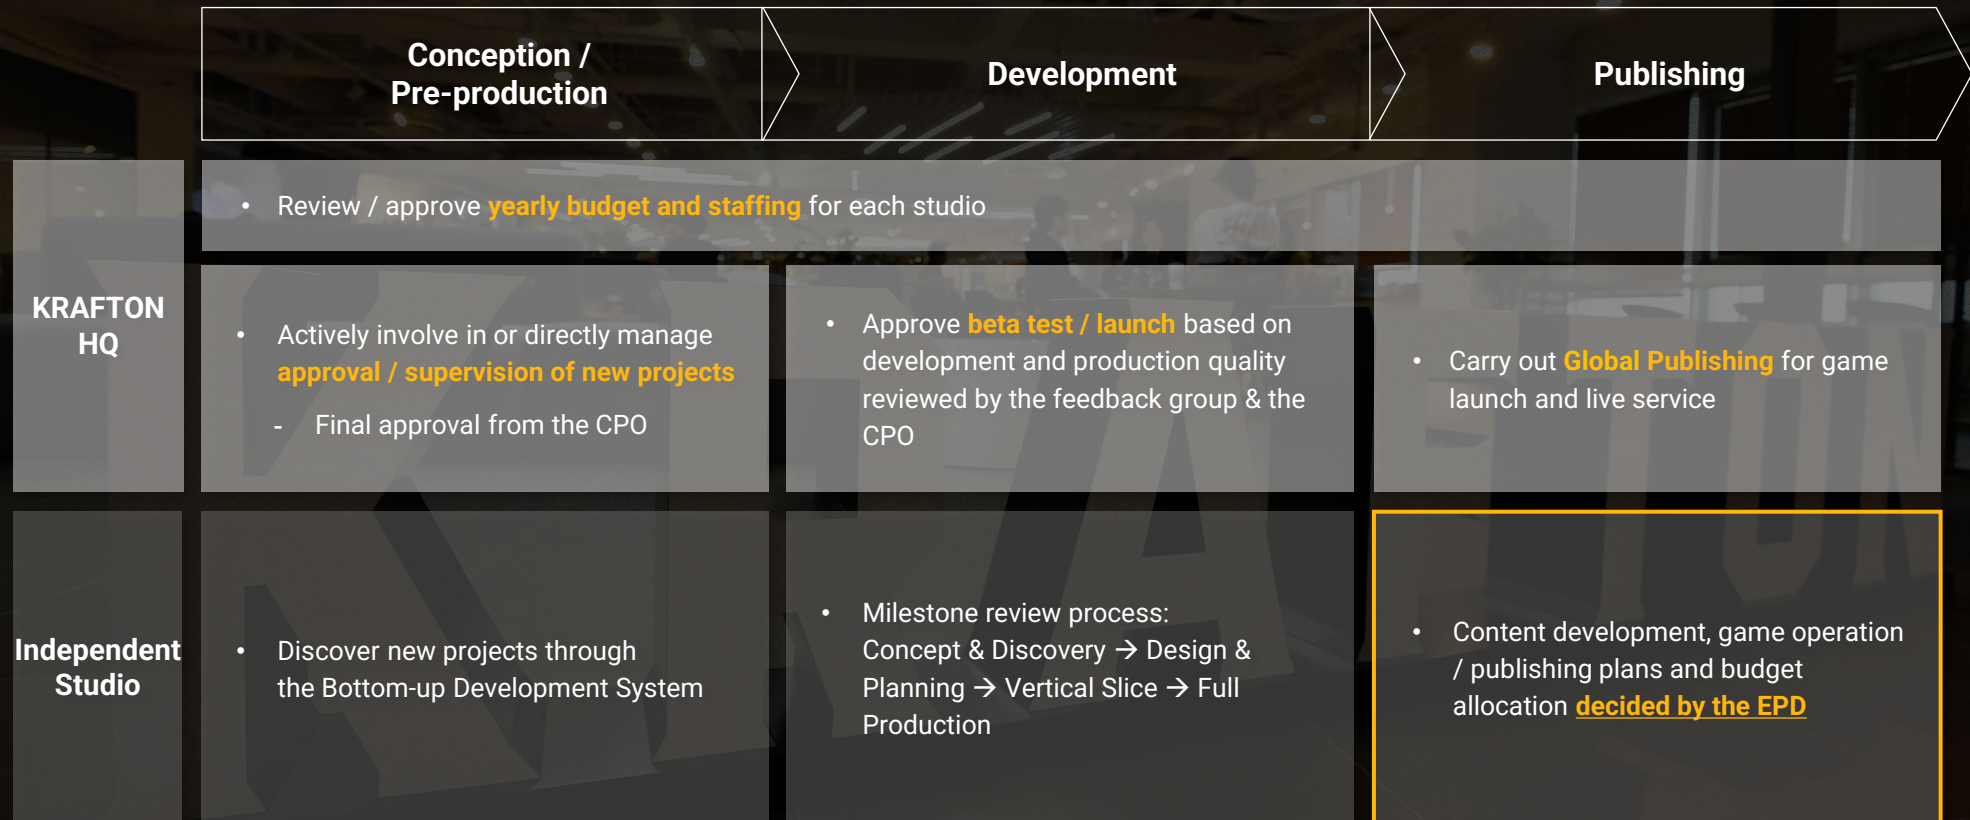 Conception /
Pre-production
Development
Publishing
KRAFTON
HQ
• Review / approve yearly budget and staffing for each studio
• Actively involve in or directly manage
approval / supervision of new projects
- Final approval from the CPO
• Approve beta test / launch based on
development and production quality
reviewed by the feedback group & the
CPO
• Carry out Global Publishing for game
launch and live service
Independent
Studio
• Discover new projects through
the Bottom-up Development System
• Milestone review process:
Concept & Discovery → Design &
Planning → Vertical Slice → Full
Production
• Content development, game operation
/ publishing plans and budget
allocation decided by the EPD
KRAFTON